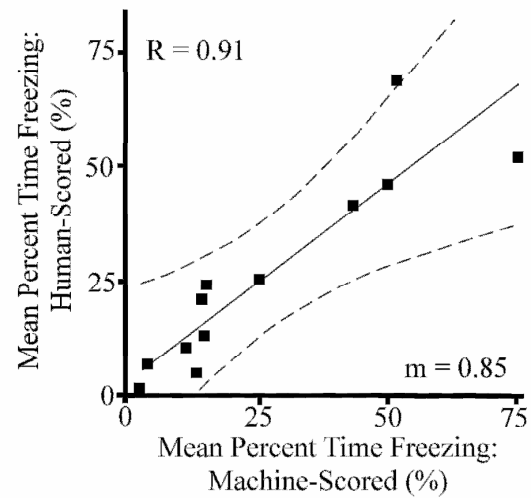 R = 0.91
75
50
25
0
Mean Percent Time Freezing:
Human-Scored (%)
m = 0.85
0
25
50
75
Mean Percent Time Freezing:
Machine-Scored (%)